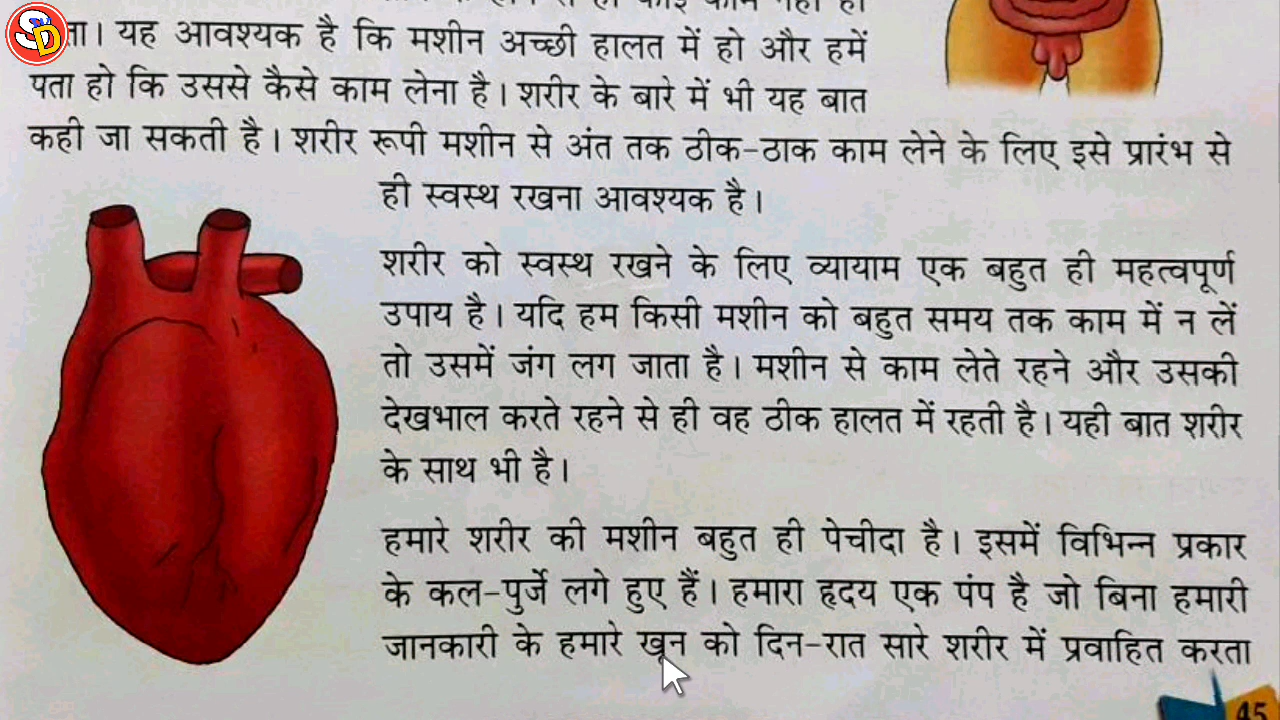 SD
ता। यह आवश्यक है कि मशीन अच्छी हालत में हो और हमें
पता हो कि उससे कैसे काम लेना है। शरीर के बारे में भी यह बात
कही जा सकती है। शरीर रूपी मशीन से अंत तक ठीक-ठाक काम लेने के लिए इसे प्रारंभ से
ही स्वस्थ रखना आवश्यक है।
शरीर को स्वस्थ रखने के लिए व्यायाम एक बहुत ही महत्वपूर्ण
उपाय है। यदि हम किसी मशीन को बहुत समय तक काम में न लें
तो उसमें जंग लग जाता है। मशीन से काम लेते रहने और उसकी
देखभाल करते रहने से ही वह ठीक हालत में रहती है। यही बात शरीर
के साथ भी है।
हमारे शरीर की मशीन बहुत ही पेचीदा है। इसमें विभिन्न प्रकार
के कल-पुर्जे लगे हुए हैं। हमारा हृदय एक पंप है जो बिना हमारी
जानकारी के हमारे खून को दिन-रात सारे शरीर में प्रवाहित करता
45